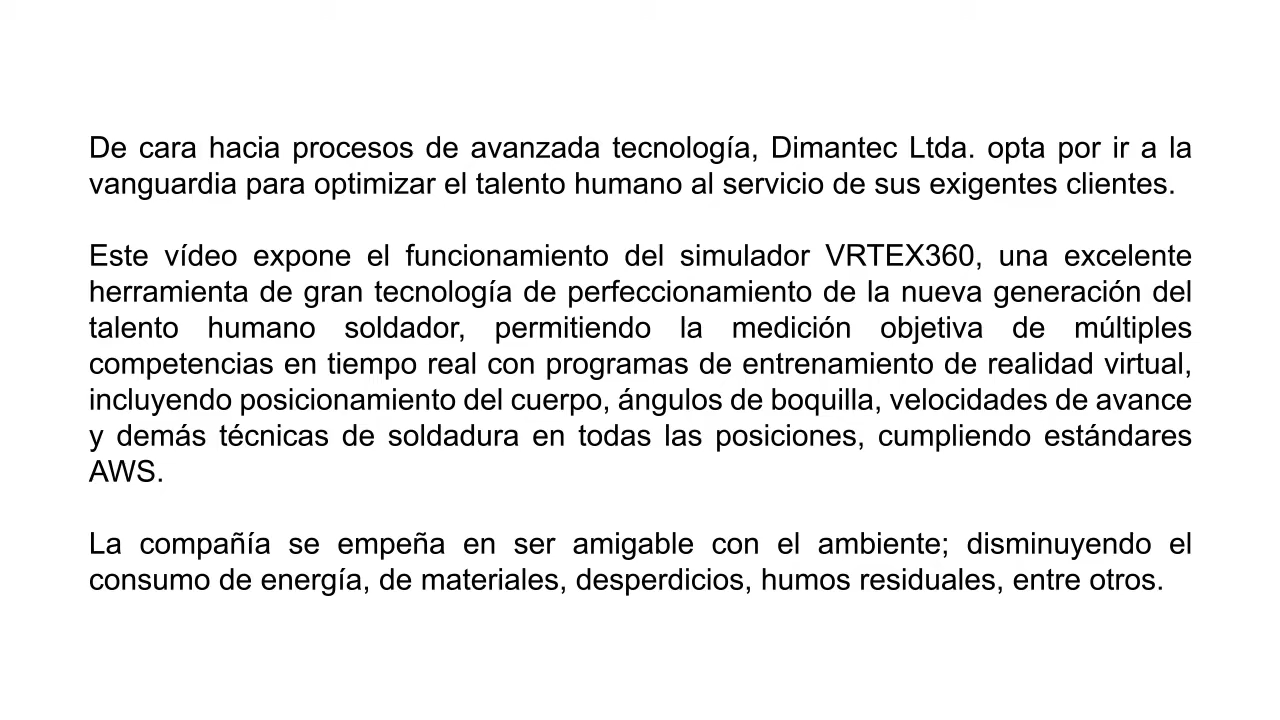 De cara hacia procesos de avanzada tecnología, Dimantec Ltda. opta por ir a la
vanguardia para optimizar el talento humano al servicio de sus exigentes clientes.
Este vídeo expone el funcionamiento del simulador VRTEX360, una excelente
herramienta de gran tecnología de perfeccionamiento de la nueva generación del
talento humano soldador, permitiendo la medición objetiva de múltiples
competencias en tiempo real con programas de entrenamiento de realidad virtual,
incluyendo posicionamiento del cuerpo, ángulos de boquilla, velocidades de avance
y demás técnicas de soldadura en todas las posiciones, cumpliendo estándares
AWS.
La compañía se empeña en ser amigable con el ambiente; disminuyendo el
consumo de energía, de materiales, desperdicios, humos residuales, entre otros.